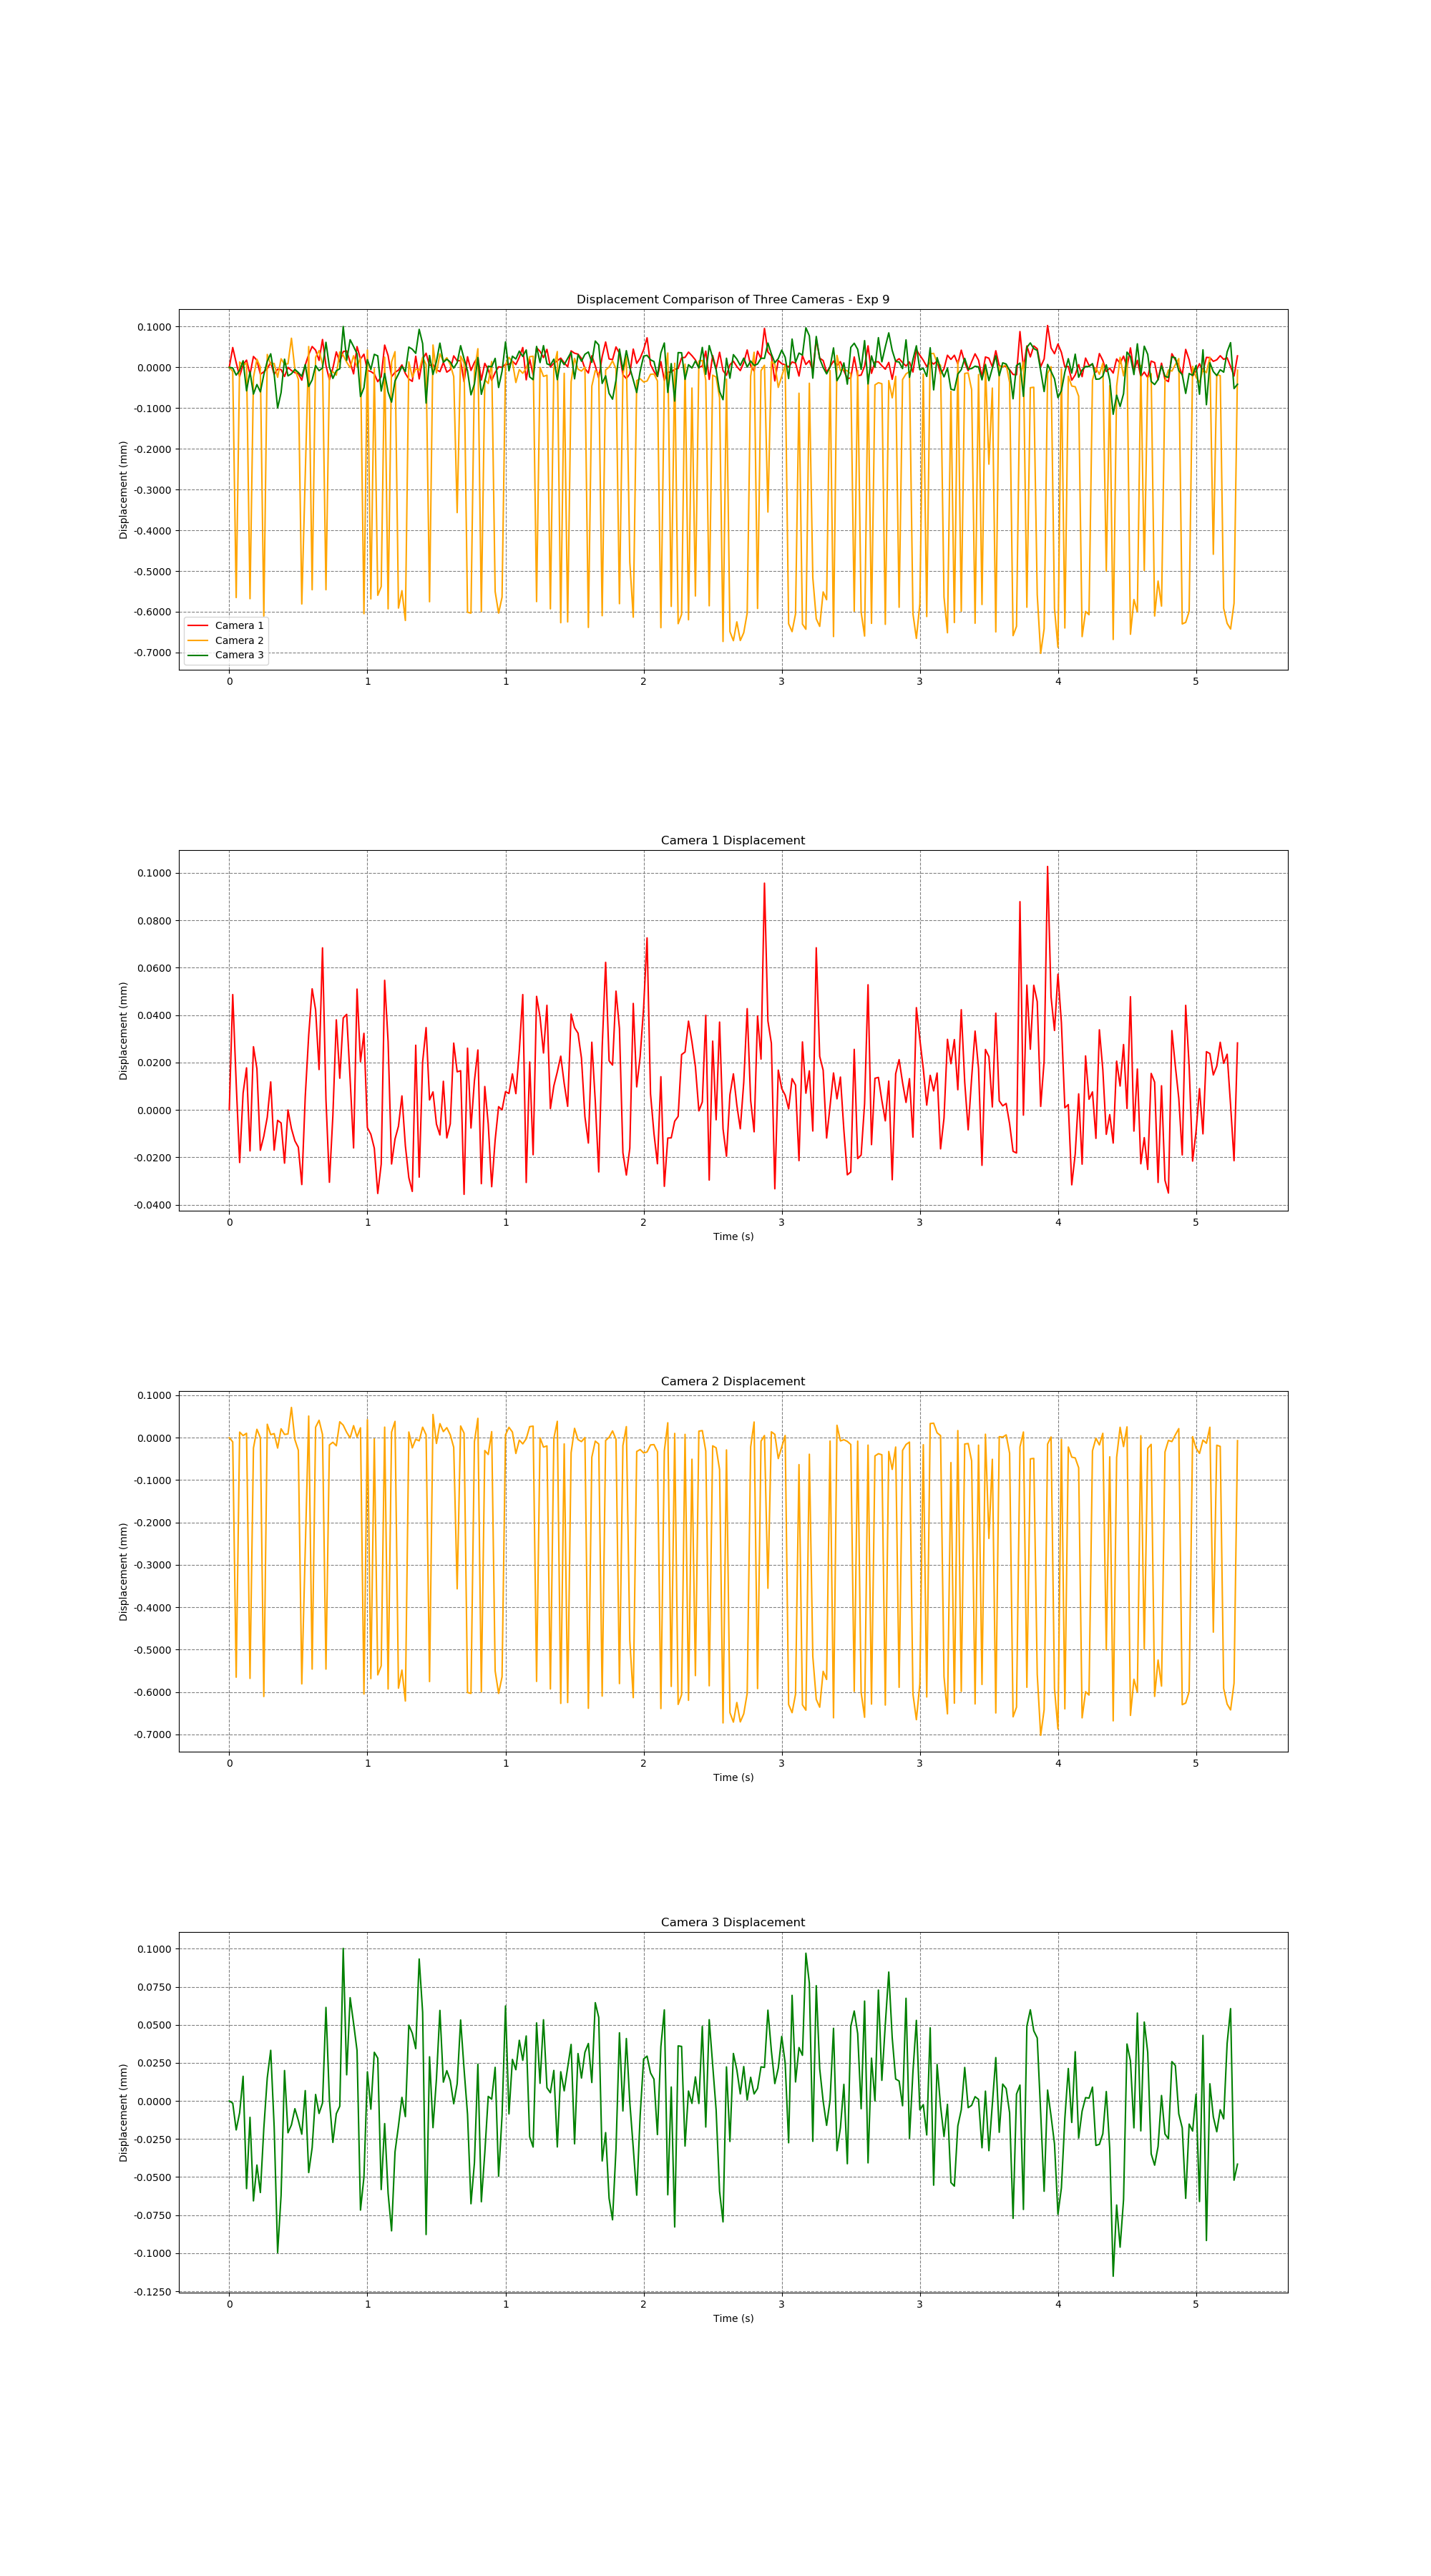 Displacement Comparison of Three Cameras - Exp 9
0.1000
0.0000
-0.1000
-0.2000
-0.3000
-0.4000
-0.5000
-0.6000
-0.7000
Displacement (mm)
Camera 1
Camera 2
Camera 3
0 1 1 2 3 3 4 5
Camera 1 Displacement
0.1000
0.0800
0.0600
0.0400
0.0200
0.0000
-0.0200
-0.0400
Displacement (mm)
0 1 1 2 3 3 4 5
Time (s)
Camera 2 Displacement
0.1000
0.0000
-0.1000
-0.2000
-0.3000
-0.4000
-0.5000
-0.6000
-0.7000
Displacement (mm)
0 1 1 2 3 3 4 5
Time (s)
Camera 3 Displacement
0.1000
0.0750
0.0500
0.0250
0.0000
-0.0250
-0.0500
-0.0750
-0.1000
-0.1250
Displacement (mm)
0 1 1 2 3 3 4 5
Time (s)